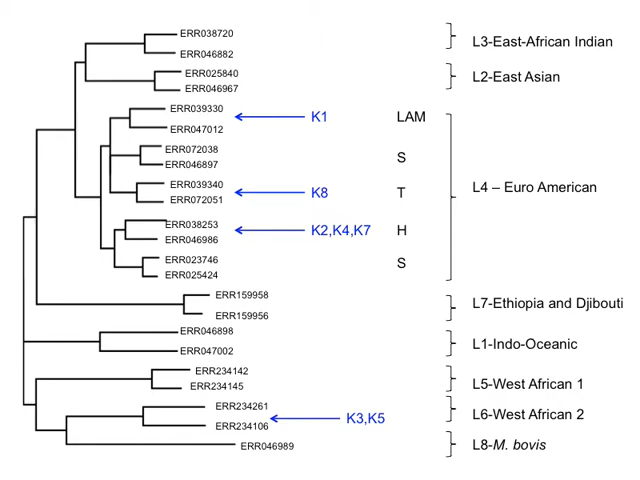 ERR038720
ERR046882
L3-East-African Indian
ERR025840
ERR046967
L2-East Asian
ERR039330
K1
LAM
ERR047012
ERR072038
ERR046897
S
ERR039340
ERR072051
K8
T
L4 – Euro American
ERR038253
ERR046986
K2,K4,K7
H
ERR023746
ERR025424
S
ERR159958
ERR159956
L7-Ethiopia and Djibouti
ERR046898
ERR047002
L1-Indo-Oceanic
ERR234142
ERR234145
L5-West African 1
ERR234261
ERR234106
K3,K5
L6-West African 2
ERR046989
L8-M. bovis